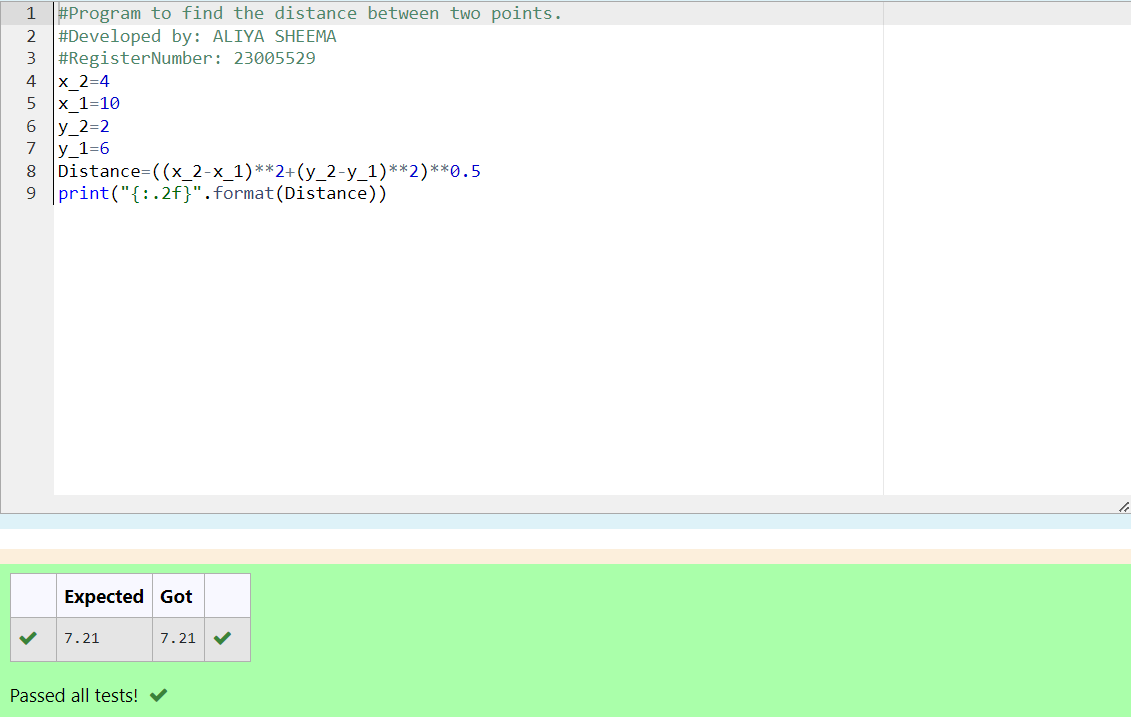 1 #Program to find the distance between two points.
2 #Developed by: ALIYA SHEEMA
3 #RegisterNumber: 23005529
4 x_2=4
5 x_1=10
6 y_2=2
7 y_1=6
8 Distance=((x_2-x_1)**2+(y_2-y_1)**2)**0.5
9 print("{:.2f}".format(Distance))
Expected Got
7.21 7.21
Passed all tests!